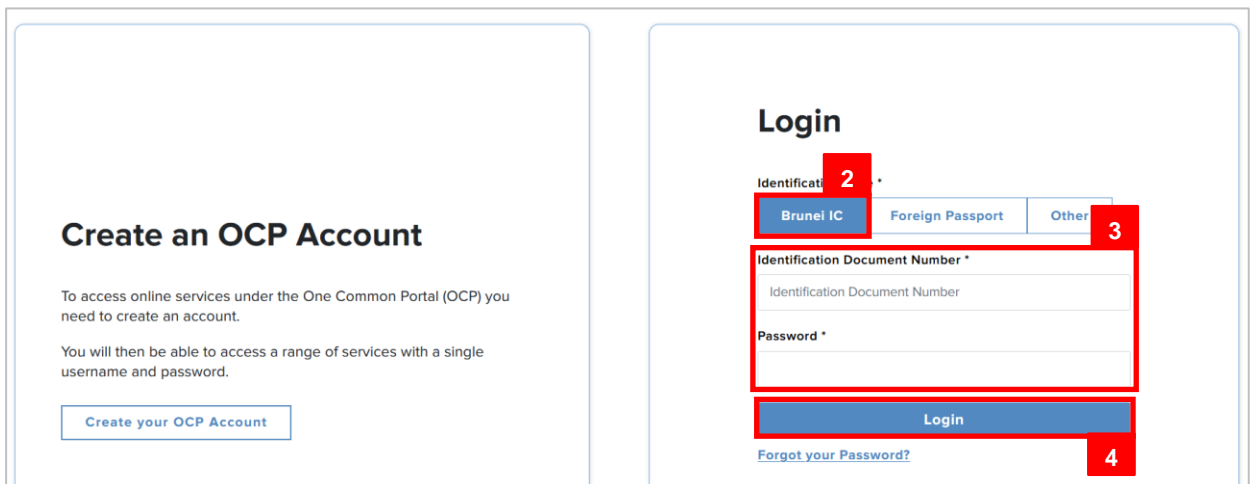 Create an OCP Account
To access online services under the One Common Portal (OCP) you
need to create an account.
You will then be able to access a range of services with a single
username and password.
Create your OCP Account
Login
2
*
Brunei IC
Foreign Passport
Other
3
Identification Document Number *
Identification Document Number
Password *
Login
4
Forgot your Password?